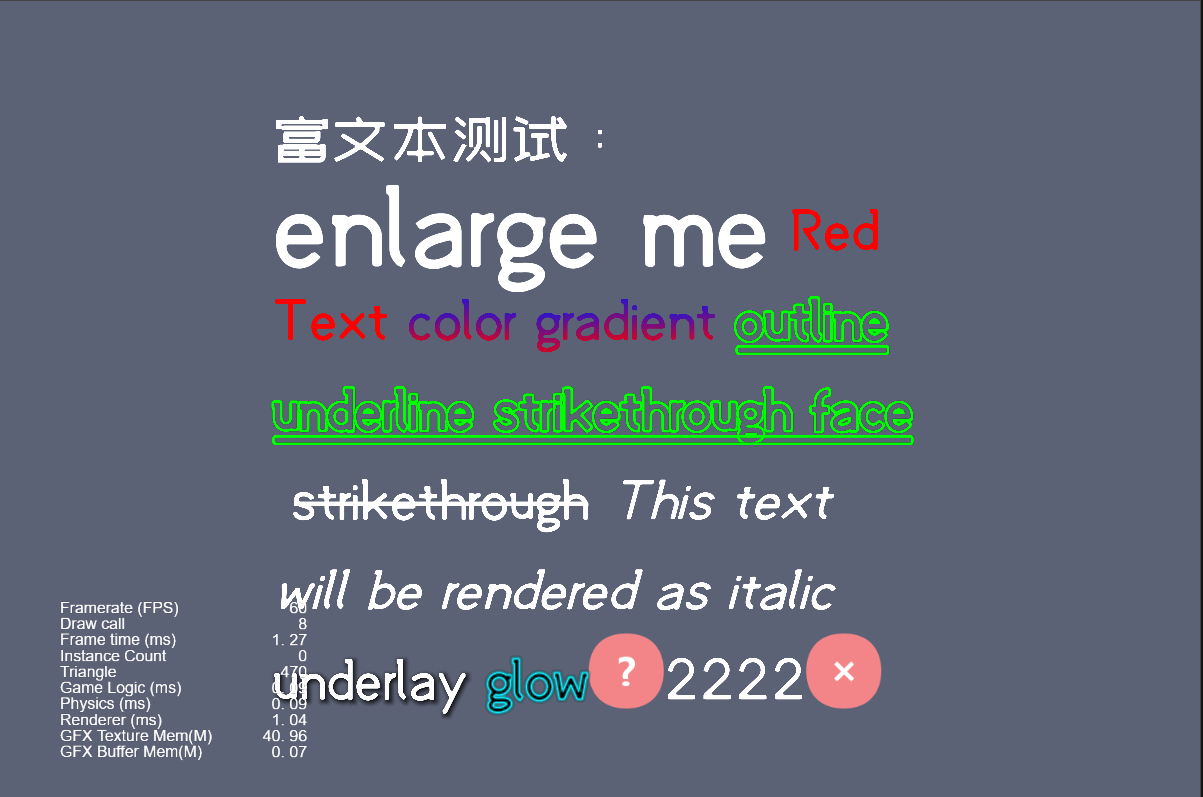 富文本测试：
enlarge me Red
Text color gradient outline
underline strikethrough face
strikethrough This text
will be rendered as italic
underlay glow ? 2222 ×
Framerate (FPS) 60
Draw call 8
Frame time (ms) 1.27
Instance Count 0
Triangle 470
Game Logic (ms)
Physics (ms) 0.09
Renderer (ms) 1.04
GFX Texture Mem(M) 40.96
GFX Buffer Mem(M) 0.07